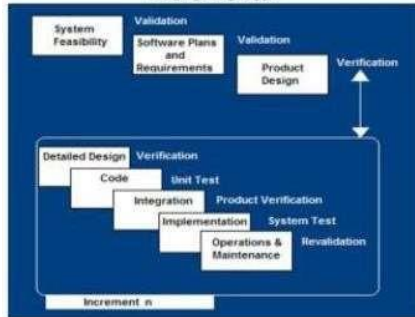 System
Feasibility
Validation
Software Plans
and
Requirements
Validation
Product
Design
Verification
Detailed Design
Verification
Code
Unit Test
Integration
Product Verification
Implementation
System Test
Operations &
Maintenance
Revalidation
Increment n